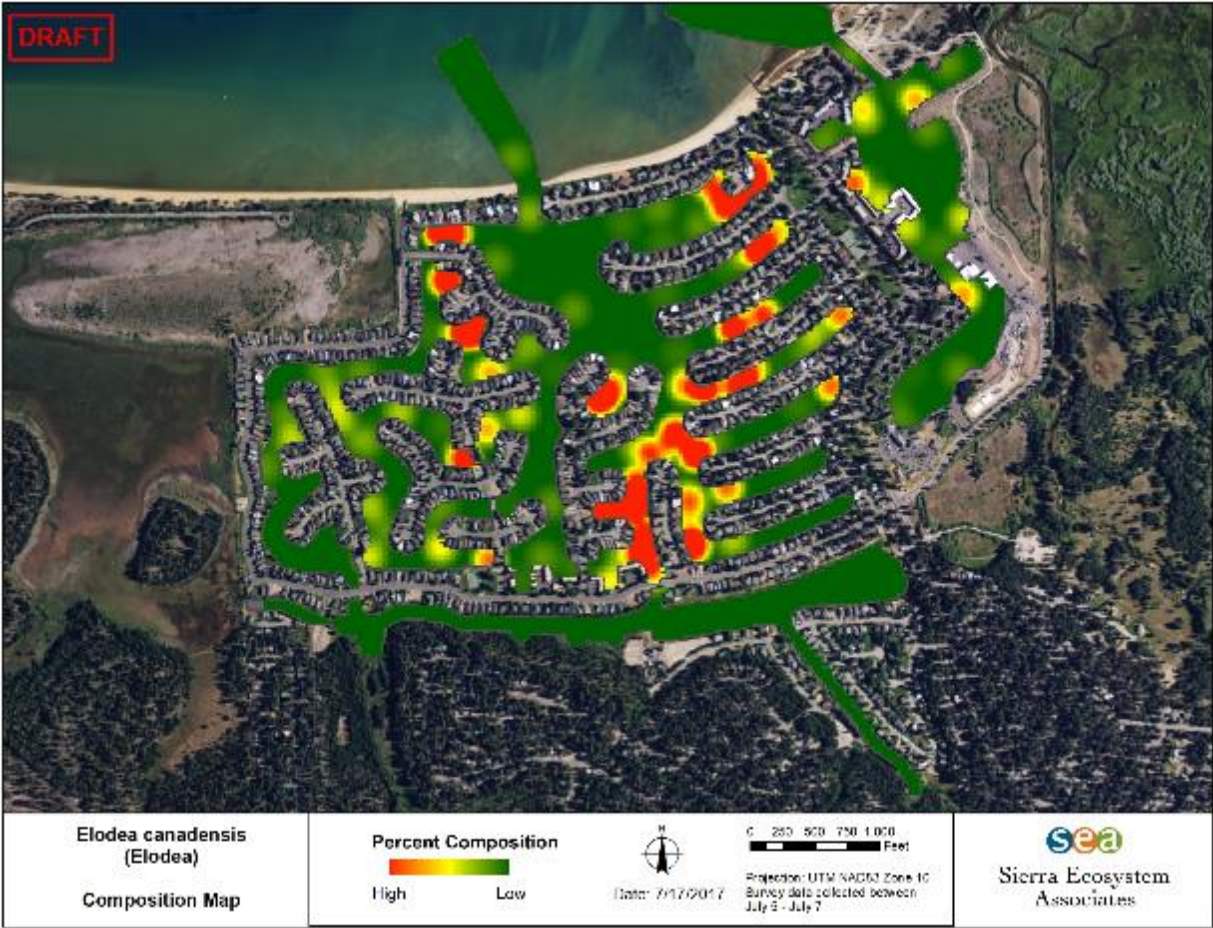 DRAFT
Elodea canadensis
(Elodea)
Composition Map
Percent Composition
High Low
N
Date: 7/17/2017
0 250 500 750 1,000
Feet
Projection: UTM NAD83 Zone 10
Survey data collected between
July 5 - July 7
sea
Sierra Ecosystem
Associates